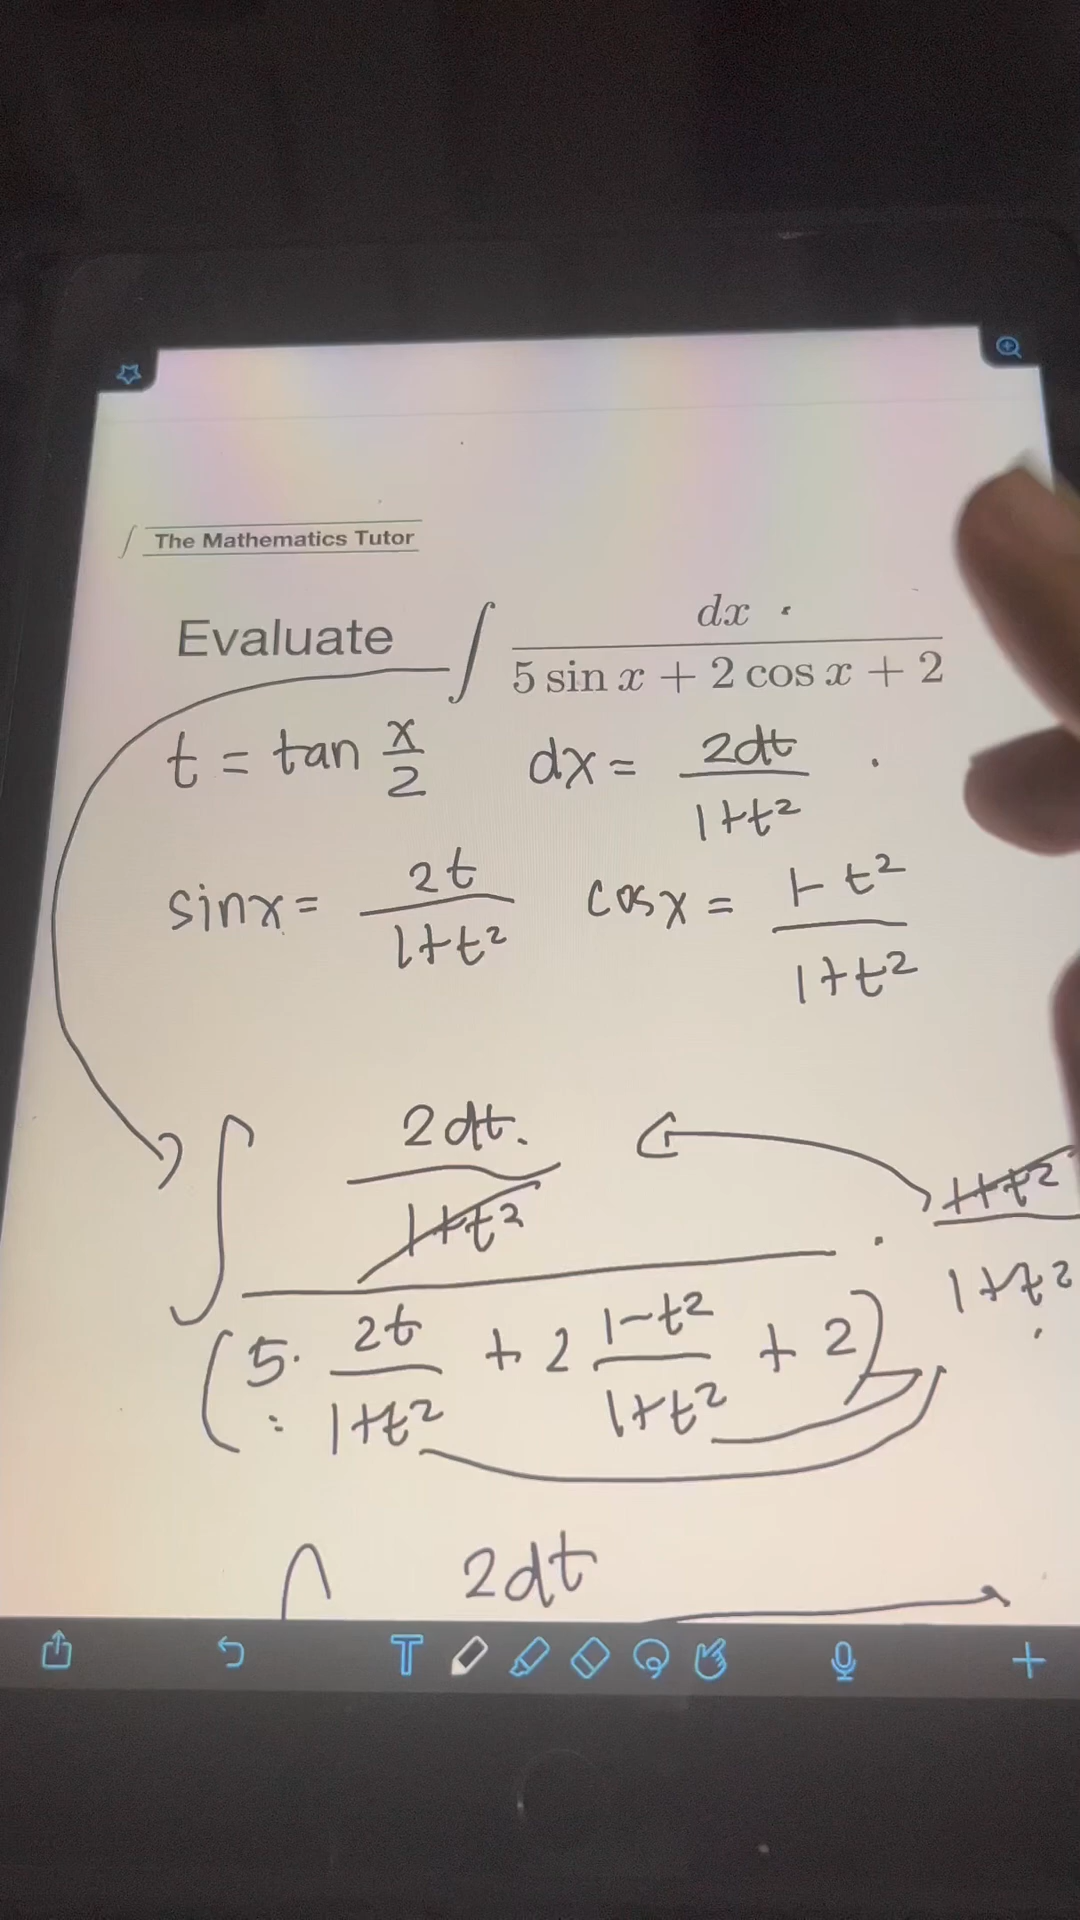 The Mathematics Tutor
Evaluate ∫ dx / (5 sin x + 2 cos x + 2)
t = tan x/2    dx = 2dt / (1+t²)
sinx = 2t / (1+t²)    cosx = (1-t²) / (1+t²)
∫ (2dt / (1+t²)) / (5 · 2t/(1+t²) + 2 (1-t²)/(1+t²) + 2) · (1+t²)/(1+t²)
∫ 2dt
T